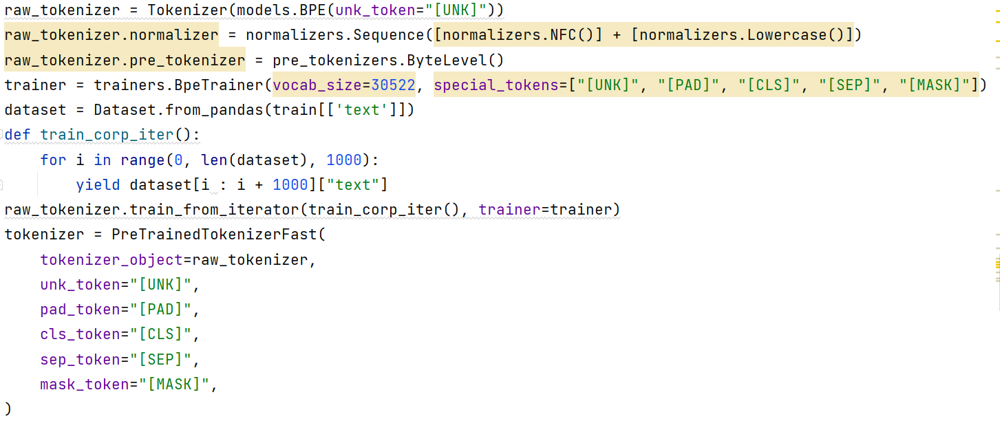 raw_tokenizer = Tokenizer(models.BPE(unk_token="[UNK]"))
raw_tokenizer.normalizer = normalizers.Sequence([normalizers.NFC()] + [normalizers.Lowercase()])
raw_tokenizer.pre_tokenizer = pre_tokenizers.ByteLevel()
trainer = trainers.BpeTrainer(vocab_size=30522, special_tokens=["[UNK]", "[PAD]", "[CLS]", "[SEP]", "[MASK]"])
dataset = Dataset.from_pandas(train[['text']])
def train_corp_iter():
    for i in range(0, len(dataset), 1000):
        yield dataset[i : i + 1000]["text"]
raw_tokenizer.train_from_iterator(train_corp_iter(), trainer=trainer)
tokenizer = PreTrainedTokenizerFast(
    tokenizer_object=raw_tokenizer,
    unk_token="[UNK]",
    pad_token="[PAD]",
    cls_token="[CLS]",
    sep_token="[SEP]",
    mask_token="[MASK]",
)